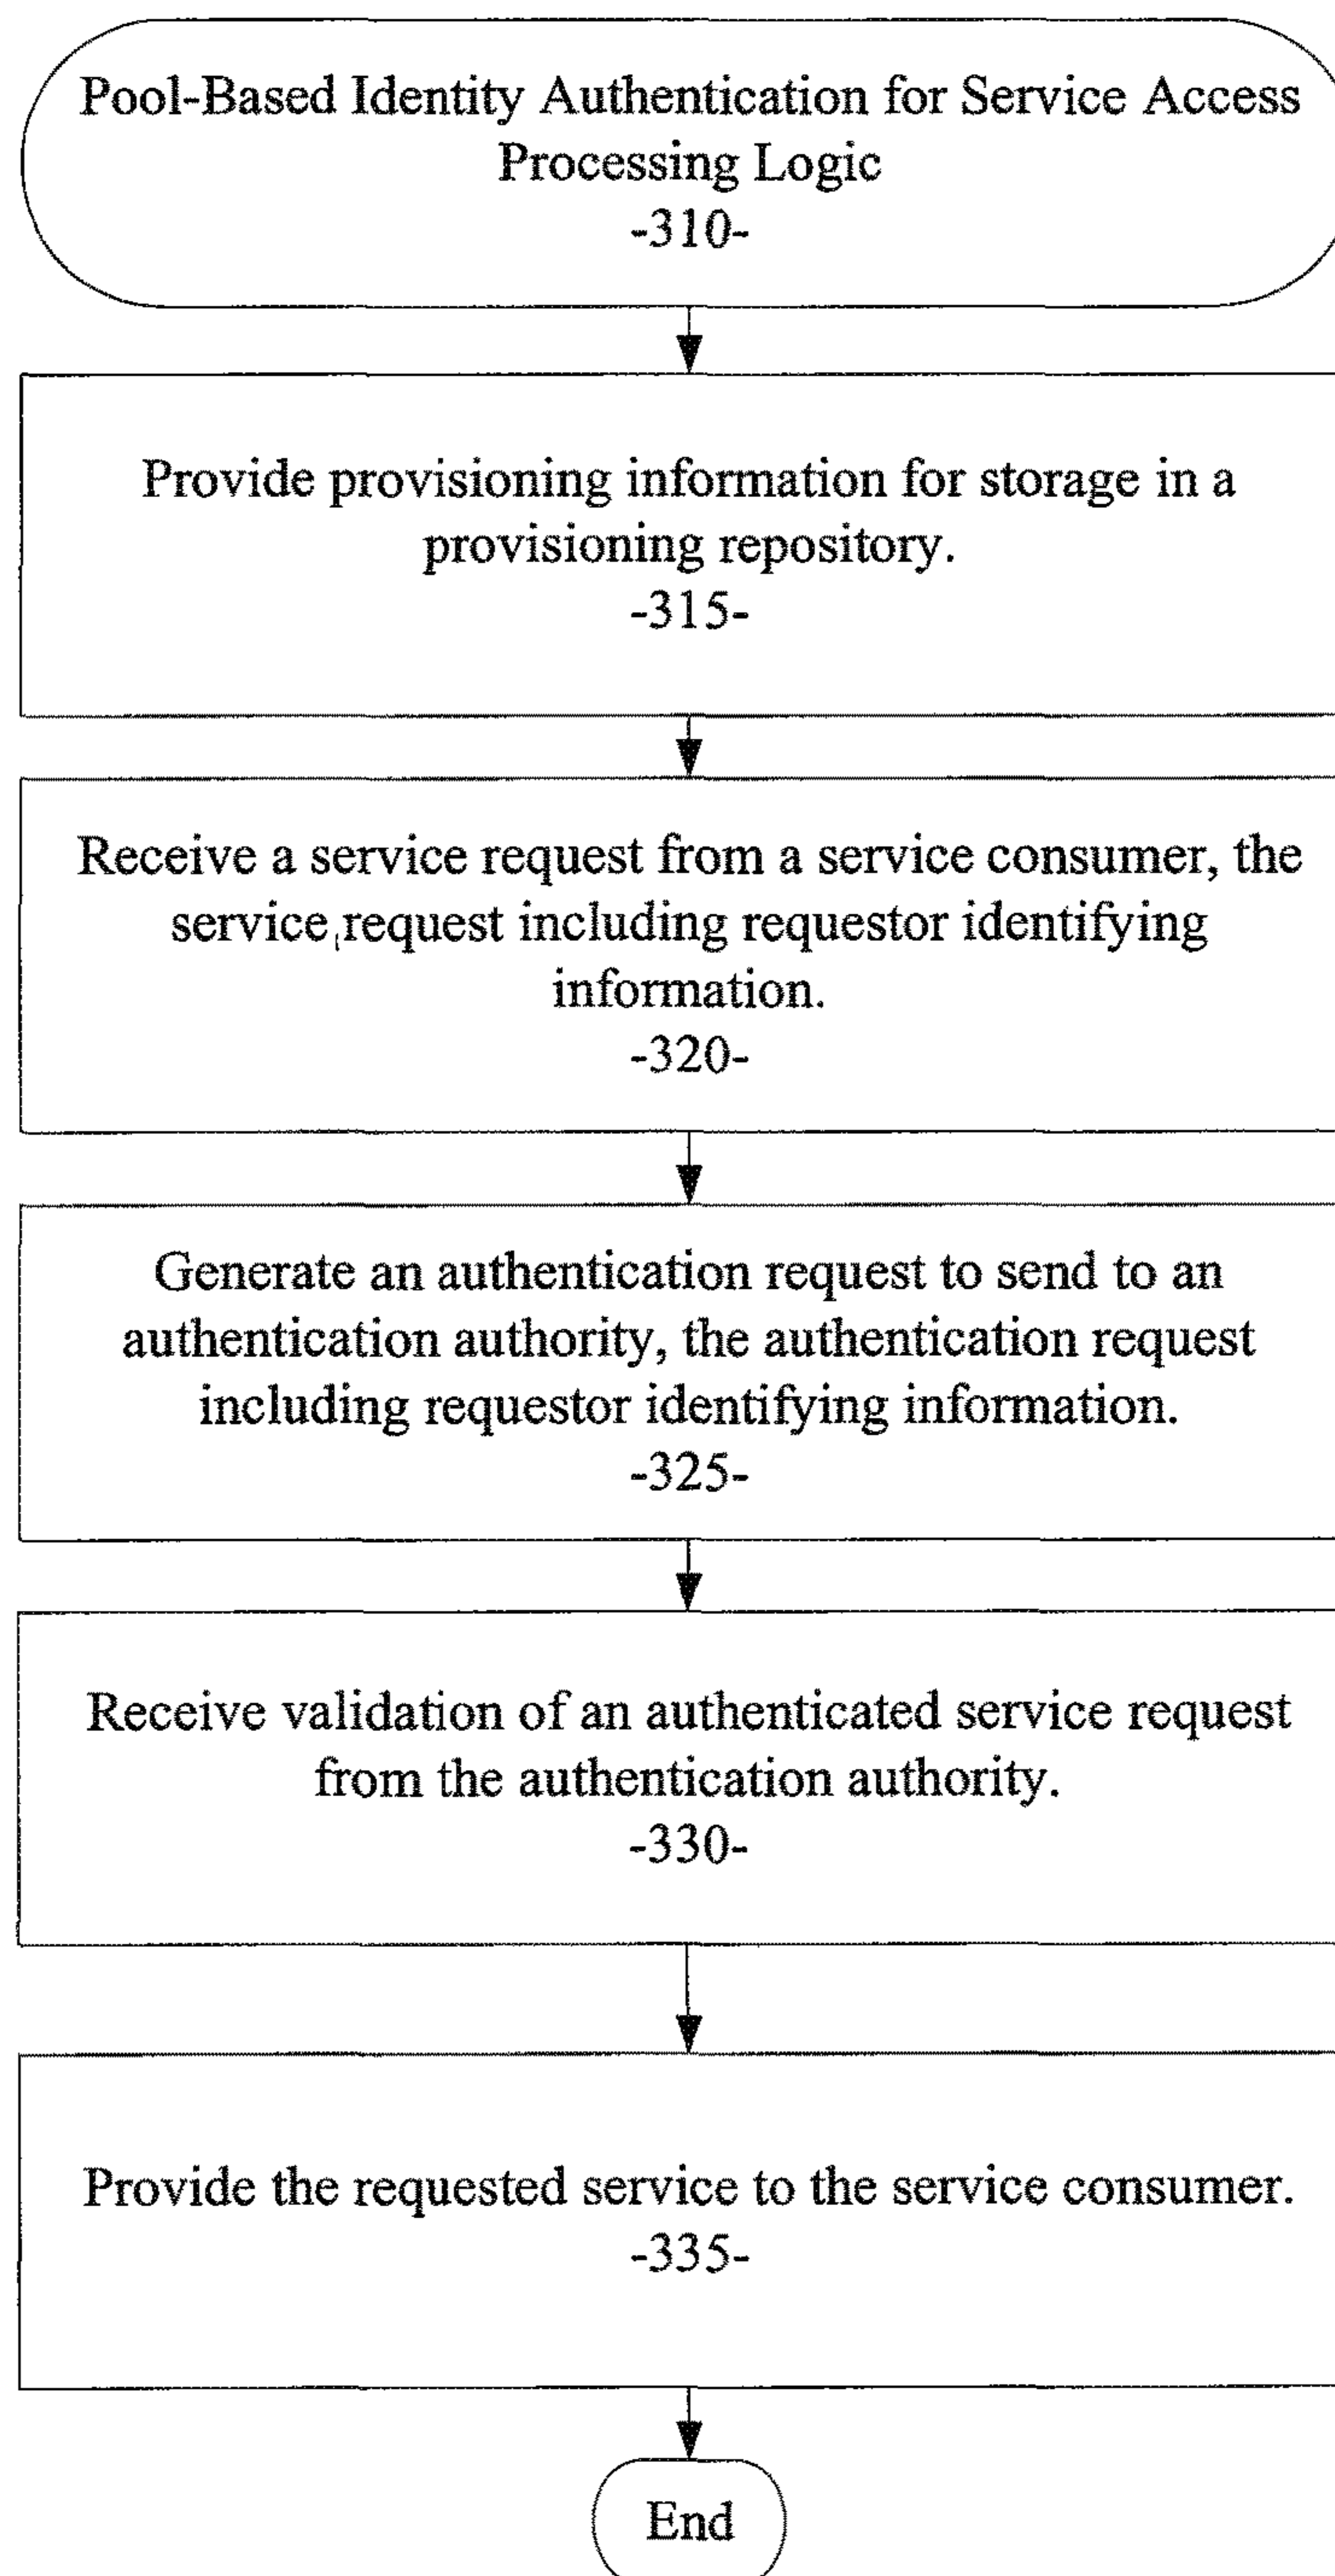 Pool-Based Identity Authentication for Service Access
Processing Logic
-310-
Provide provisioning information for storage in a
provisioning repository.
-315-
Receive a service request from a service consumer, the
service request including requestor identifying
information.
-320-
Generate an authentication request to send to an
authentication authority, the authentication request
including requestor identifying information.
-325-
Receive validation of an authenticated service request
from the authentication authority.
-330-
Provide the requested service to the service consumer.
-335-
End